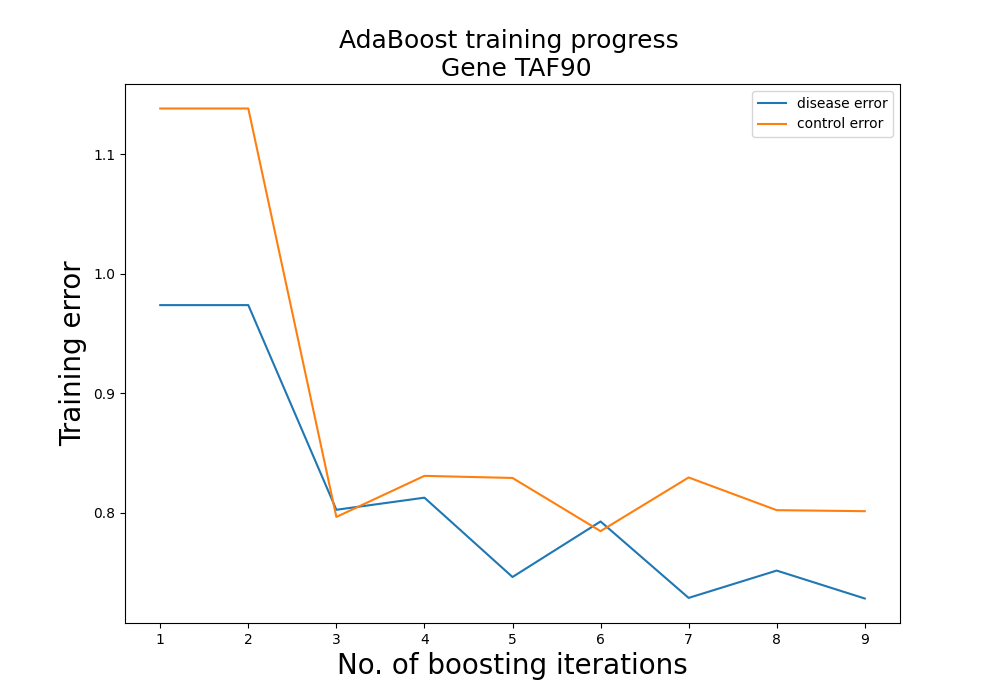 AdaBoost training progress
Gene TAF90
disease error
control error
Training error
1.1
1.0
0.9
0.8
1 2 3 4 5 6 7 8 9
No. of boosting iterations